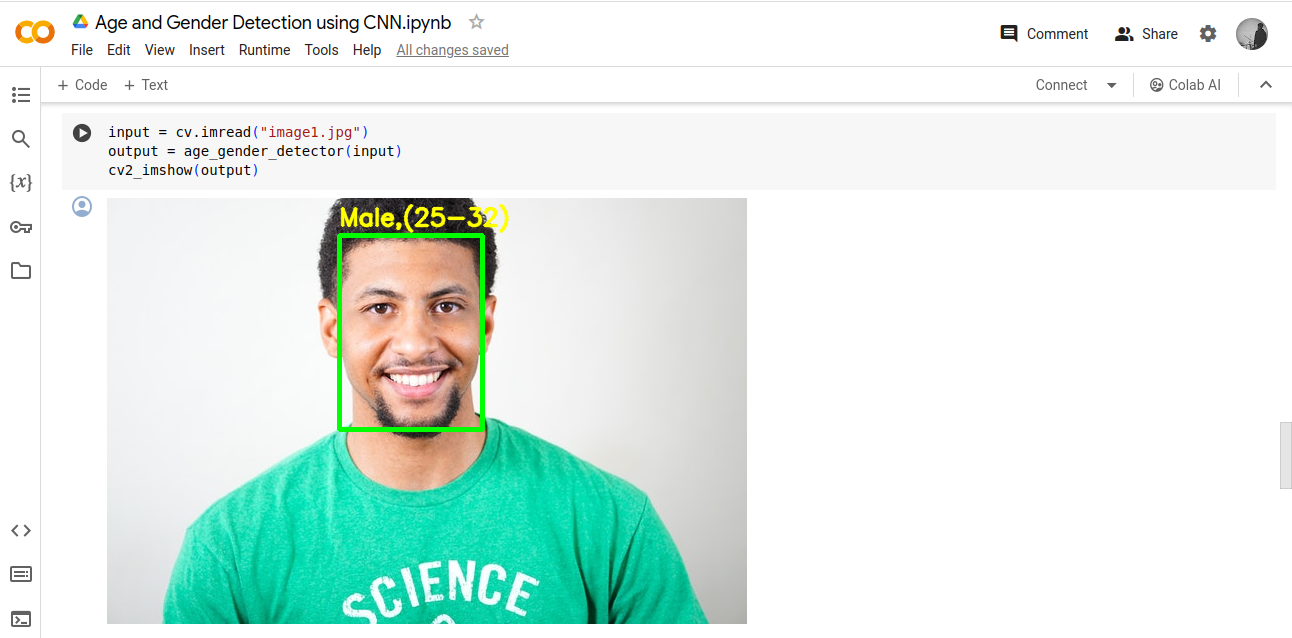 Age and Gender Detection using CNN.ipynb
Comment
Share
File Edit View Insert Runtime Tools Help All changes saved
+ Code + Text
Connect
Colab AI
{x}
input = cv.imread("image1.jpg")
output = age_gender_detector(input)
cv2_imshow(output)
Male,(25-32)
SCIENCE